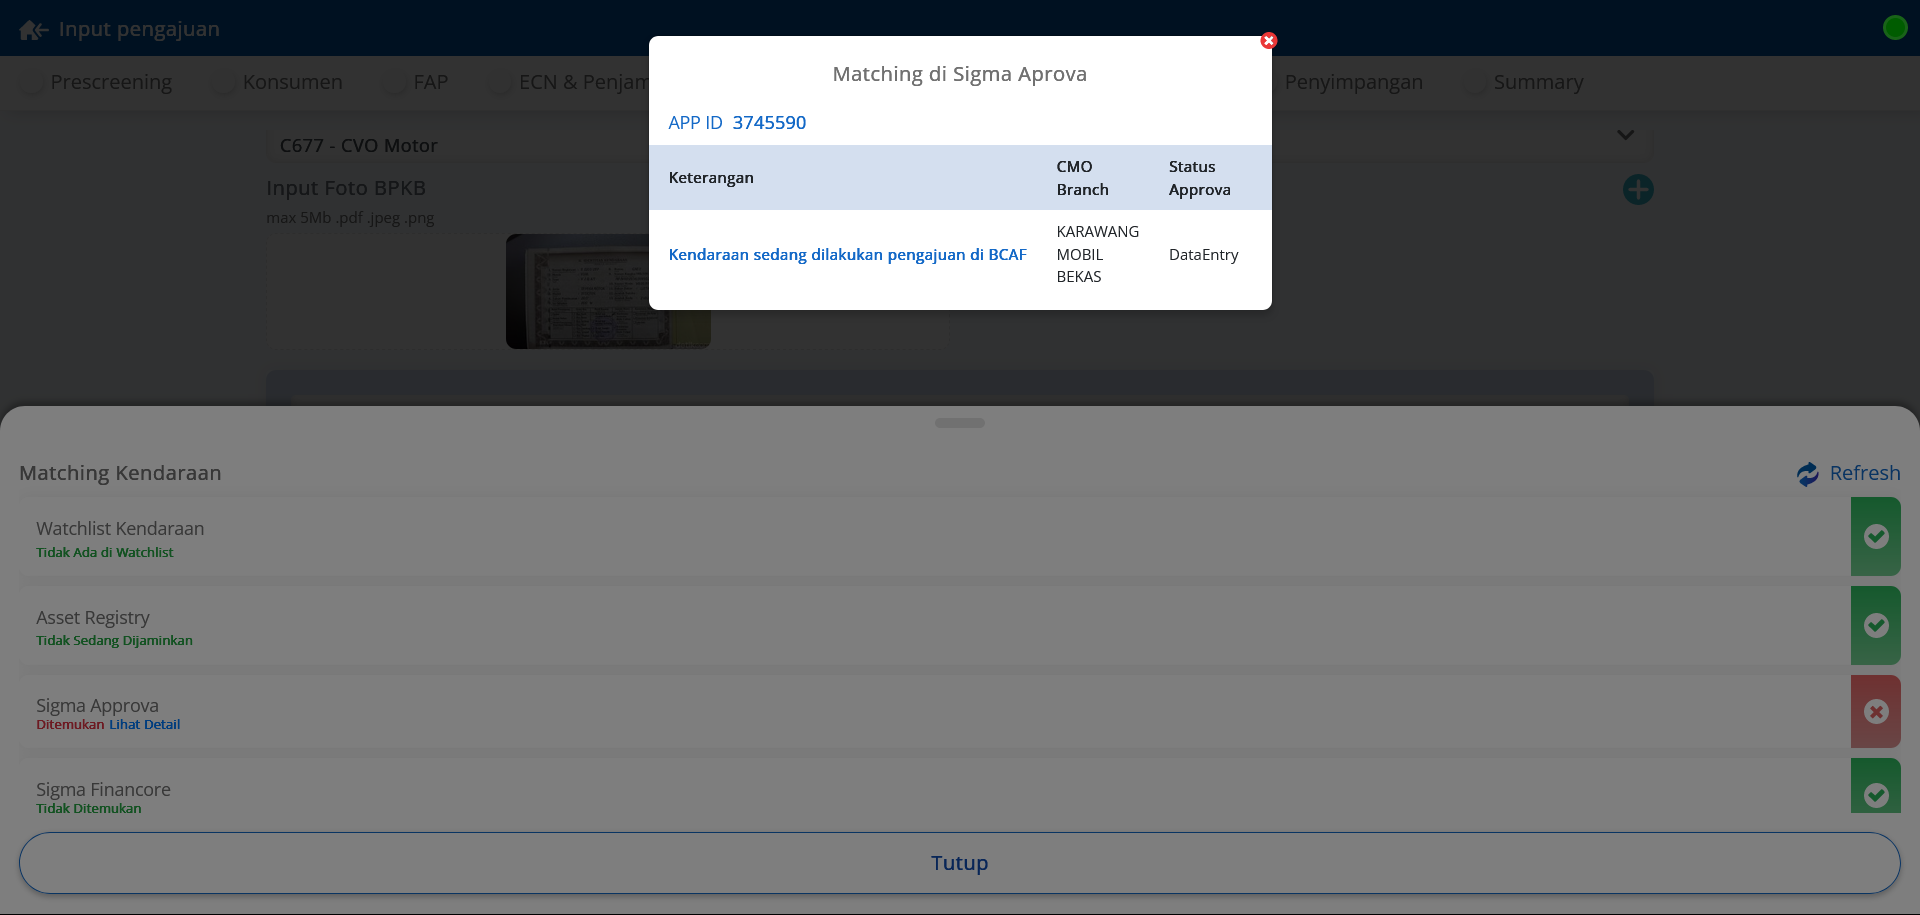 Input pengajuan
Prescreening
Konsumen
FAP
ECN & Penjam
Penyimpangan
Summary
Matching di Sigma Aprova
APP ID 3745590
Keterangan
CMO
Branch
Status
Approva
Kendaraan sedang dilakukan pengajuan di BCAF
KARAWANG
MOBIL
BEKAS
DataEntry
C677 - CVO Motor
Input Foto BPKB
max 5Mb .pdf .jpeg .png
Matching Kendaraan
Refresh
Watchlist Kendaraan
Tidak Ada di Watchlist
Asset Registry
Tidak Sedang Dijaminkan
Sigma Approva
Ditemukan Lihat Detail
Sigma Financore
Tidak Ditemukan
Tutup